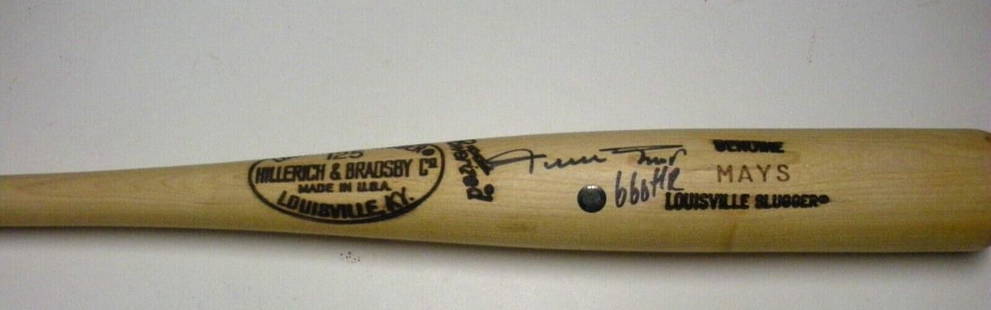 125
HILLERICH & BRADSBY Cº
MADE IN U.S.A.
LOUISVILLE, KY.
660 HR
GENUINE
MAYS
LOUISVILLE SLUGGER®